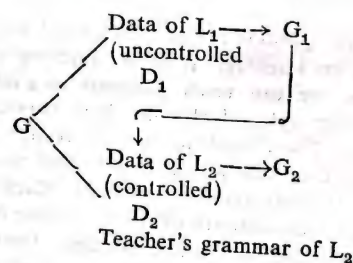 Data of L₁—→ G₁
(uncontrolled
D₁
G
Data of L₂—→G₂
(controlled)
D₂
Teacher's grammar of L₂